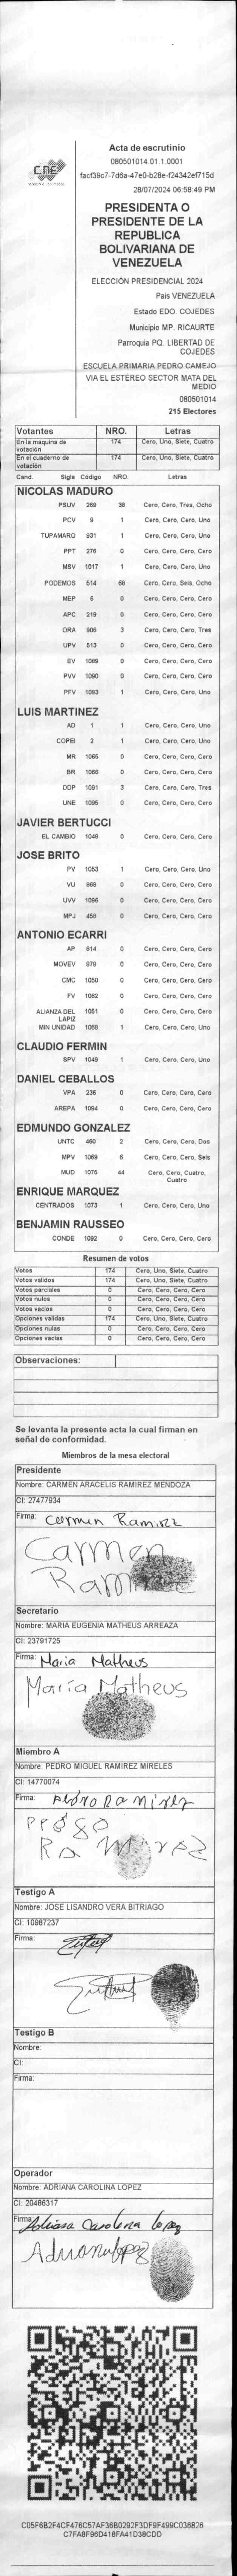 CNE
Acta de escrutinio
080501014.01.1.0001
facf39c7-7d6a-47e0-b28e-f24342ef715d
28/07/2024 06:58:49 PM
PRESIDENTA O
PRESIDENTE DE LA
REPUBLICA
BOLIVARIANA DE
VENEZUELA
ELECCIÓN PRESIDENCIAL 2024
Pais VENEZUELA
Estado EDO. COJEDES
Municipio MP. RICAURTE
Parroquia PQ. LIBERTAD DE
COJEDES
ESCUELA PRIMARIA PEDRO CAMEJO
VIA EL ESTEREO SECTOR MATA DEL
MEDIO
080501014
215 Electores
Votantes NRO. Letras
En la máquina de votación 174 Cero, Uno, Siete, Cuatro
En el cuaderno de votación 174 Cero, Uno, Siete, Cuatro
Cand. Sigla Código NRO. Letras
NICOLAS MADURO
PSUV 269 38 Cero, Cero, Tres, Ocho
PCV 9 1 Cero, Cero, Cero, Uno
TUPAMARO 931 1 Cero, Cero, Cero, Uno
PPT 276 0 Cero, Cero, Cero, Cero
MSV 1017 1 Cero, Cero, Cero, Uno
PODEMOS 514 68 Cero, Cero, Seis, Ocho
MEP 6 0 Cero, Cero, Cero, Cero
APC 219 0 Cero, Cero, Cero, Cero
ORA 906 3 Cero, Cero, Cero, Tres
UPV 513 0 Cero, Cero, Cero, Cero
EV 1089 0 Cero, Cero, Cero, Cero
PVV 1090 0 Cero, Cero, Cero, Cero
PFV 1093 1 Cero, Cero, Cero, Uno
LUIS MARTINEZ
AD 1 1 Cero, Cero, Cero, Uno
COPEI 2 1 Cero, Cero, Cero, Uno
MR 1065 0 Cero, Cero, Cero, Cero
BR 1066 0 Cero, Cero, Cero, Cero
DDP 1091 3 Cero, Cero, Cero, Tres
UNE 1095 0 Cero, Cero, Cero, Cero
JAVIER BERTUCCI
EL CAMBIO 1048 0 Cero, Cero, Cero, Cero
JOSE BRITO
PV 1053 1 Cero, Cero, Cero, Uno
VU 868 0 Cero, Cero, Cero, Cero
UVV 1096 0 Cero, Cero, Cero, Cero
MPJ 458 0 Cero, Cero, Cero, Cero
ANTONIO ECARRI
AP 814 0 Cero, Cero, Cero, Cero
MOVEV 978 0 Cero, Cero, Cero, Cero
CMC 1050 0 Cero, Cero, Cero, Cero
FV 1062 0 Cero, Cero, Cero, Cero
ALIANZA DEL LAPIZ 1051 0 Cero, Cero, Cero, Cero
MIN UNIDAD 1068 1 Cero, Cero, Cero, Uno
CLAUDIO FERMIN
SPV 1049 1 Cero, Cero, Cero, Uno
DANIEL CEBALLOS
VPA 236 0 Cero, Cero, Cero, Cero
AREPA 1094 0 Cero, Cero, Cero, Cero
EDMUNDO GONZALEZ
UNTC 460 2 Cero, Cero, Cero, Dos
MPV 1069 6 Cero, Cero, Cero, Seis
MUD 1075 44 Cero, Cero, Cuatro,
Cuatro
ENRIQUE MARQUEZ
CENTRADOS 1073 1 Cero, Cero, Cero, Uno
BENJAMIN RAUSSEO
CONDE 1092 0 Cero, Cero, Cero, Cero
Resumen de votos
Votos 174 Cero, Uno, Siete, Cuatro
Votos validos 174 Cero, Uno, Siete, Cuatro
Votos parciales 0 Cero, Cero, Cero, Cero
Votos nulos 0 Cero, Cero, Cero, Cero
Votos vacios 0 Cero, Cero, Cero, Cero
Opciones validas 174 Cero, Uno, Siete, Cuatro
Opciones nulas 0 Cero, Cero, Cero, Cero
Opciones vacias 0 Cero, Cero, Cero, Cero
Observaciones:
Se levanta la presente acta la cual firman en
señal de conformidad.
Miembros de la mesa electoral
Presidente
Nombre: CARMEN ARACELIS RAMIREZ MENDOZA
CI: 27477934
Firma: Carmen Ramirez
Carmen
Ramirez
Secretario
Nombre: MARIA EUGENIA MATHEUS ARREAZA
CI: 23791725
Firma: Maria Matheus
Maria Matheus
Miembro A
Nombre: PEDRO MIGUEL RAMIREZ MIRELES
CI: 14770074
Firma: Pedro Ramirez
Pedro
Ramirez
Testigo A
Nombre: JOSE LISANDRO VERA BITRIAGO
CI: 10987237
Firma:
Testigo B
Nombre:
CI:
Firma:
Operador
Nombre: ADRIANA CAROLINA LOPEZ
CI: 20486317
Firma: Adriana Carolina Lopez
Adriana Lopez
C05F6B2F4CF476C57AF36B0292F3DF9F499C036826
C7FA8F96D418FA41D38CDD